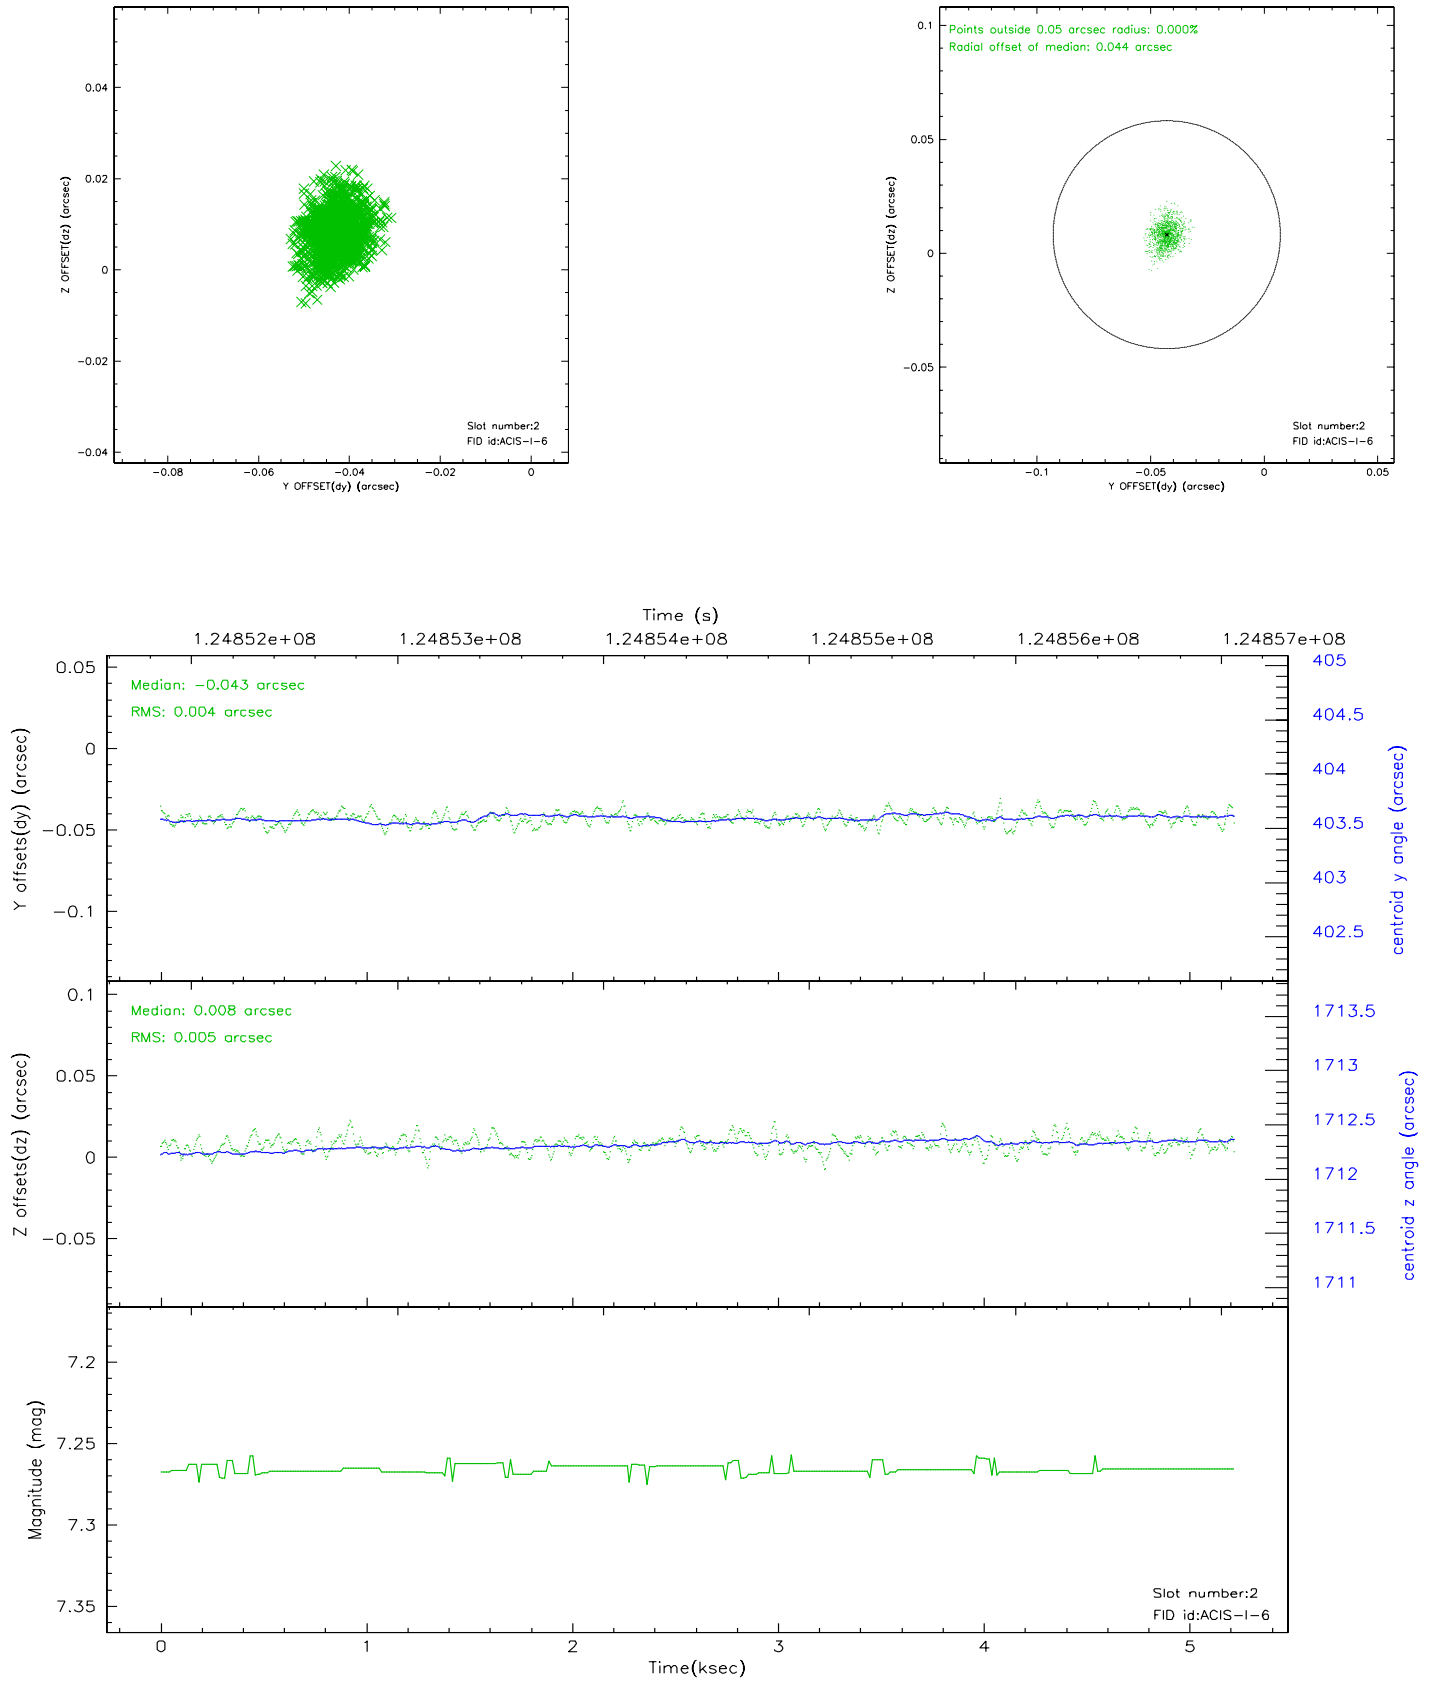 0.04
0.02
0
−0.02
−0.04
Z OFFSET(dz) (arcsec)
Slot number:2
FID id:ACIS−I−6
−0.08 −0.06 −0.04 −0.02 0
Y OFFSET(dy) (arcsec)
Points outside 0.05 arcsec radius: 0.000%
Radial offset of median: 0.044 arcsec
0.1
0.05
0
−0.05
Z OFFSET(dz) (arcsec)
Slot number:2
FID id:ACIS−I−6
−0.1 −0.05 0 0.05
Y OFFSET(dy) (arcsec)
Time (s)
1.24852e+08 1.24853e+08 1.24854e+08 1.24855e+08 1.24856e+08 1.24857e+08
Median: −0.043 arcsec
RMS: 0.004 arcsec
0.05
0
−0.05
−0.1
Y offsets(dy) (arcsec)
405
404.5
404
403.5
403
402.5
centroid y angle (arcsec)
Median: 0.008 arcsec
RMS: 0.005 arcsec
0.1
0.05
0
−0.05
Z offsets(dz) (arcsec)
1713.5
1713
1712.5
1712
1711.5
1711
centroid z angle (arcsec)
7.2
7.25
7.3
7.35
Magnitude (mag)
Slot number:2
FID id:ACIS−I−6
0 1 2 3 4 5
Time(ksec)